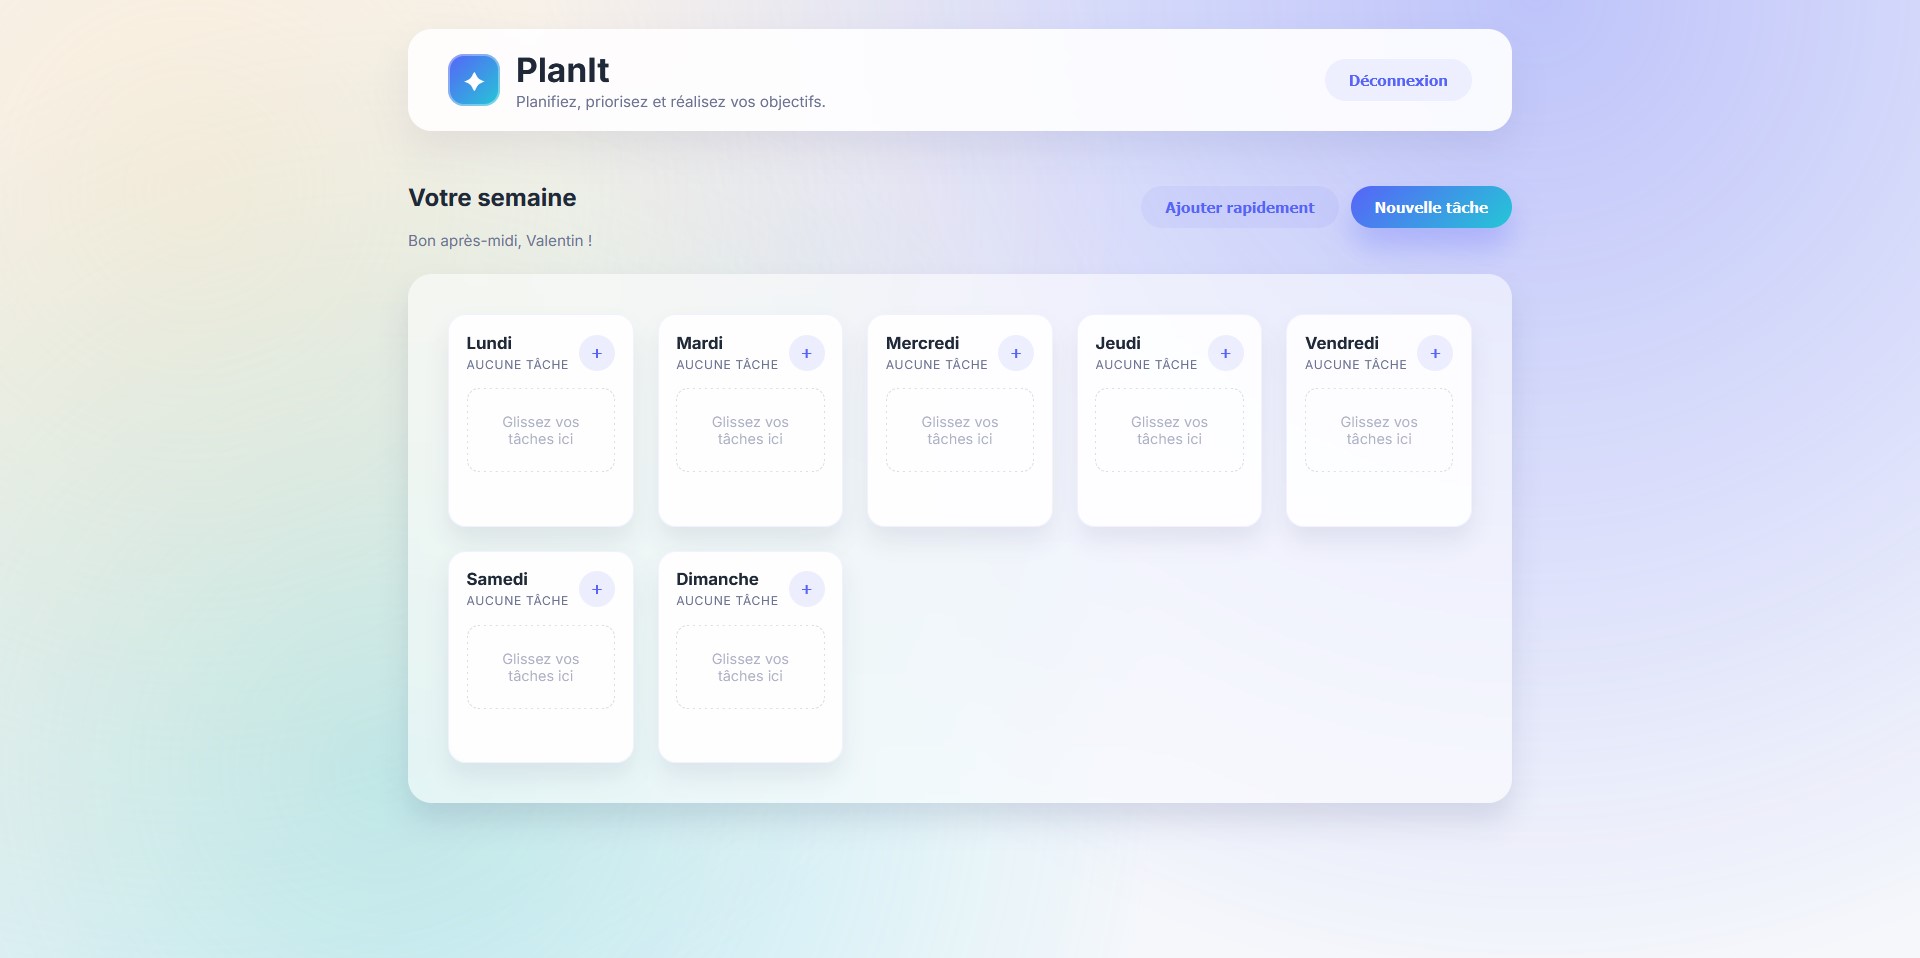 PlanIt
Planifiez, priorisez et réalisez vos objectifs.
Déconnexion
Votre semaine
Bon après-midi, Valentin !
Ajouter rapidement
Nouvelle tâche
Lundi
AUCUNE TÂCHE
+
Glissez vos
tâches ici
Mardi
AUCUNE TÂCHE
+
Glissez vos
tâches ici
Mercredi
AUCUNE TÂCHE
+
Glissez vos
tâches ici
Jeudi
AUCUNE TÂCHE
+
Glissez vos
tâches ici
Vendredi
AUCUNE TÂCHE
+
Glissez vos
tâches ici
Samedi
AUCUNE TÂCHE
+
Glissez vos
tâches ici
Dimanche
AUCUNE TÂCHE
+
Glissez vos
tâches ici